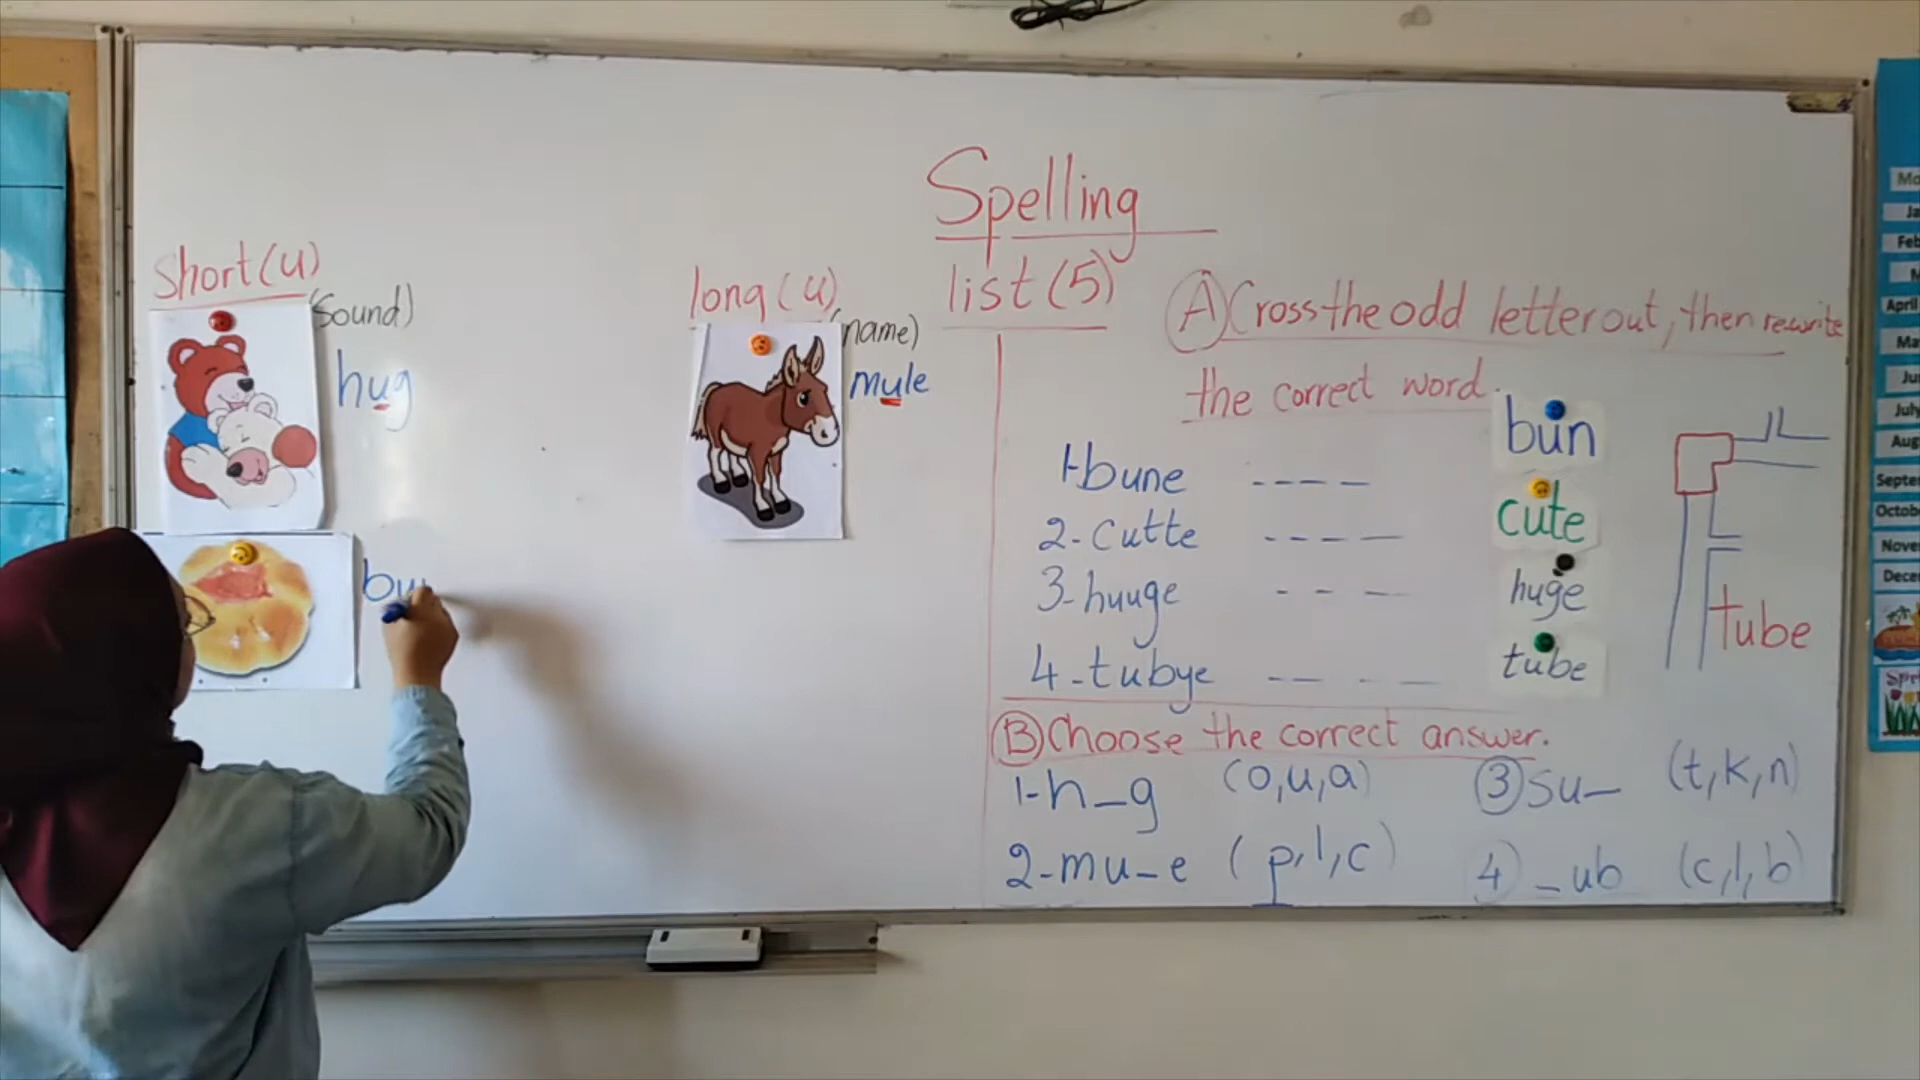 Spelling
list (5)
short (u)
(sound)
hug
long (u)
(name)
mule
(A) Cross the odd letter out, then rewrite
the correct word.
1-bune ----
bun
2-cutte ----
cute
3-huuge ----
huge
4-tubye ----
tube
tube
(B) Choose the correct answer.
1-h_g (o,u,a)
2-mu_e (p,l,c)
3 su_ (t,k,n)
4) _ub (c,l,b)
April
July